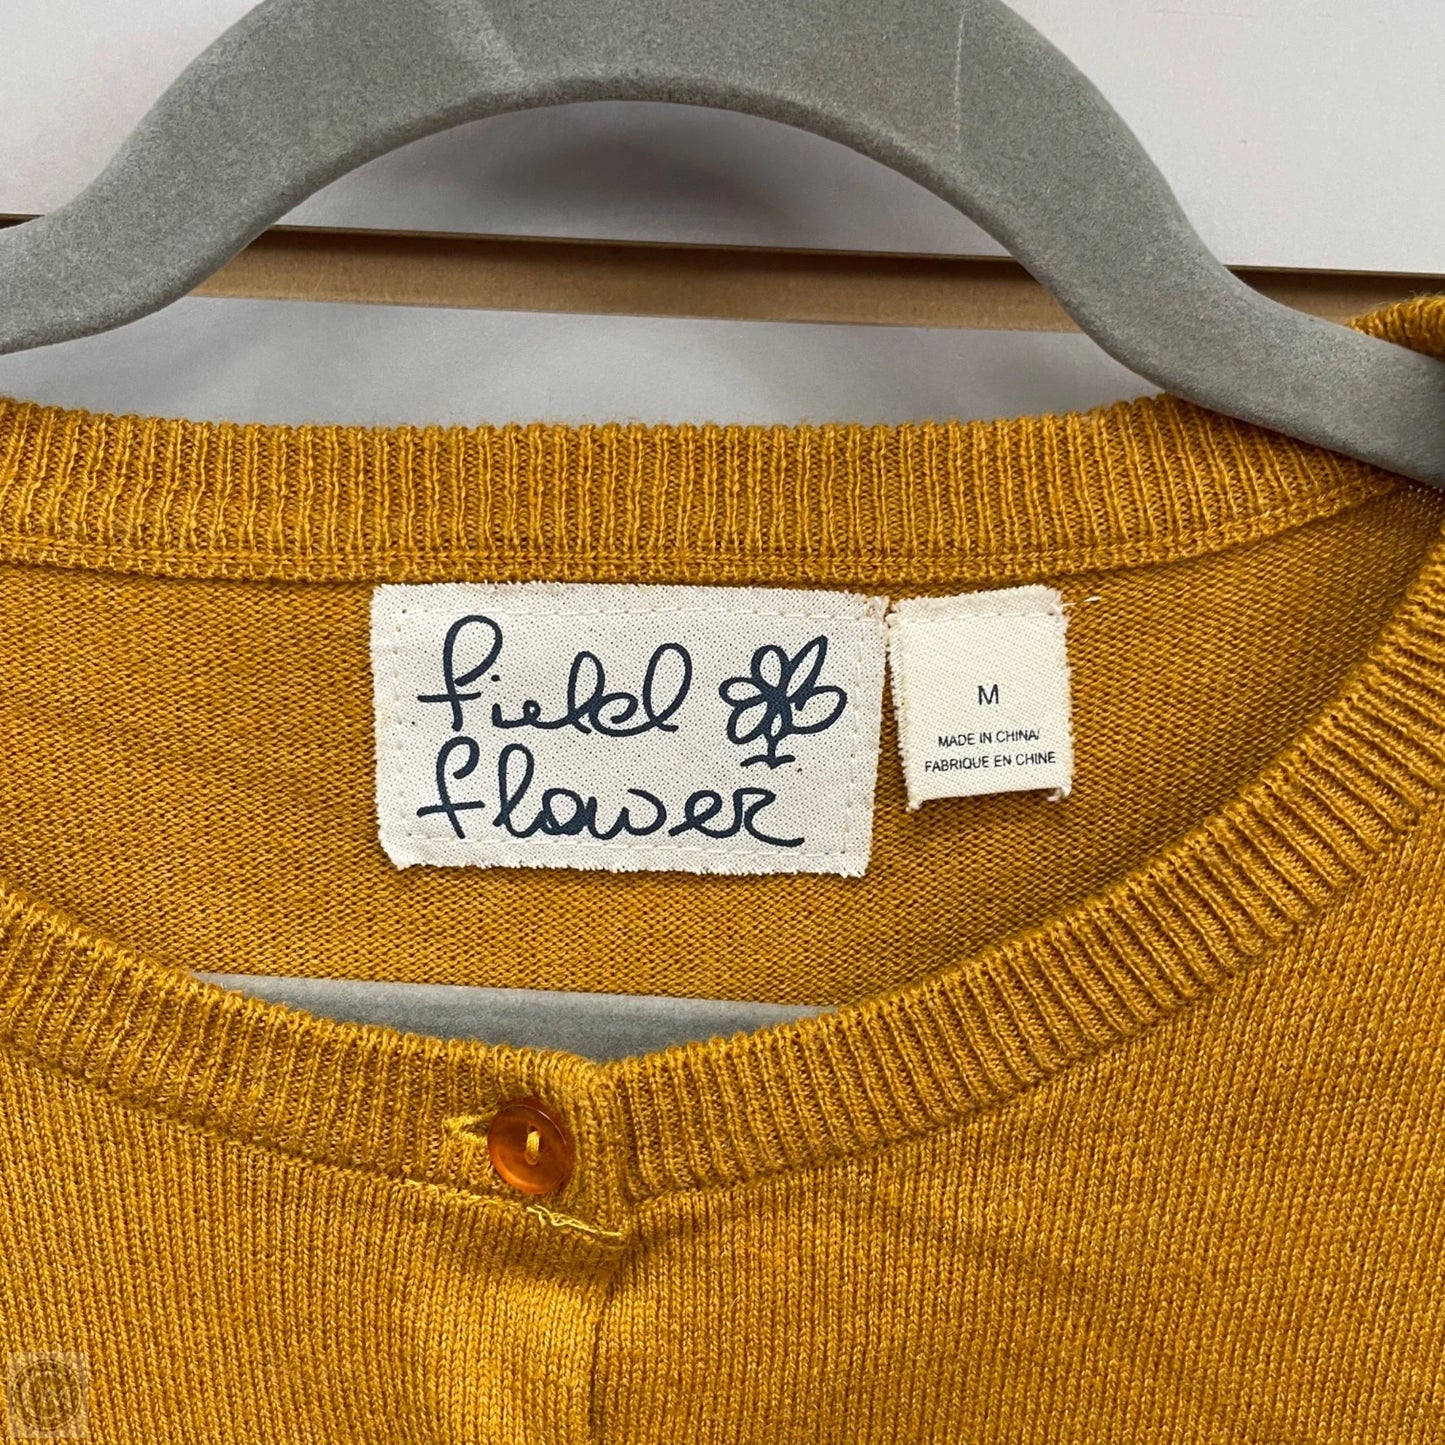 field
flower
M
MADE IN CHINA/
FABRIQUE EN CHINE